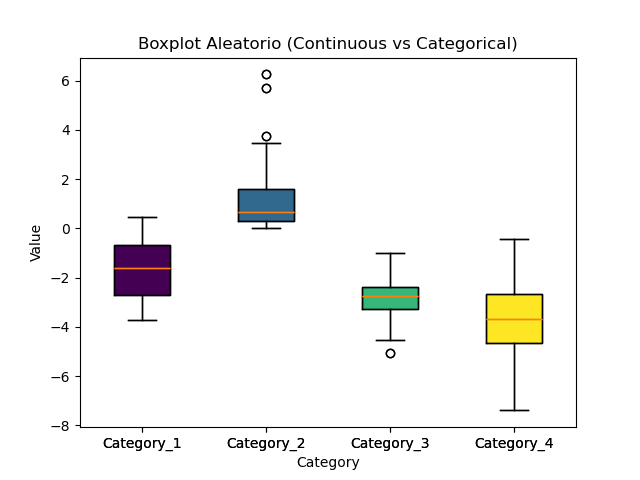 Boxplot Aleatorio (Continuous vs Categorical)
6
4
2
0
−2
−4
−6
−8
Value
Category_1 Category_2 Category_3 Category_4
Category